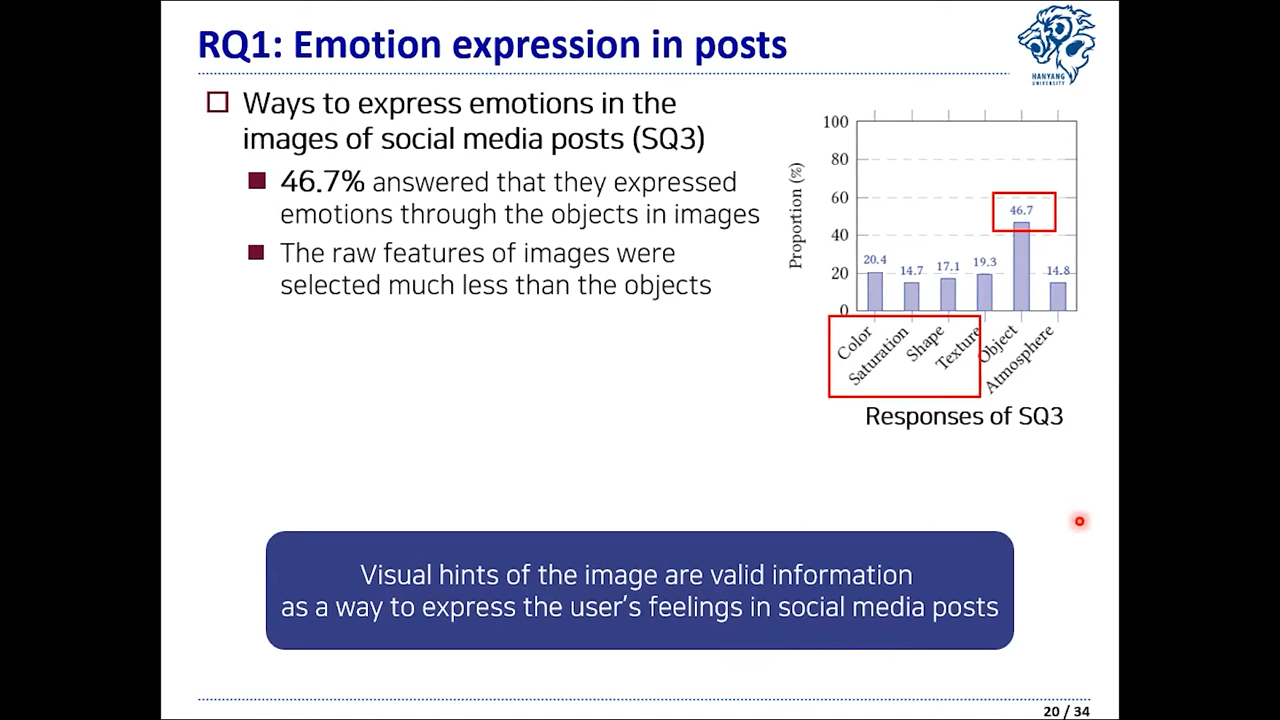 RQ1: Emotion expression in posts
HANYANG
UNIVERSITY
Ways to express emotions in the
images of social media posts (SQ3)
46.7% answered that they expressed
emotions through the objects in images
The raw features of images were
selected much less than the objects
Proportion (%)
100
80
60
40
20
0
20.4
14.7
17.1
19.3
46.7
14.8
Color
Saturation
Shape
Texture
Object
Atmosphere
Responses of SQ3
Visual hints of the image are valid information
as a way to express the user's feelings in social media posts
20 / 34